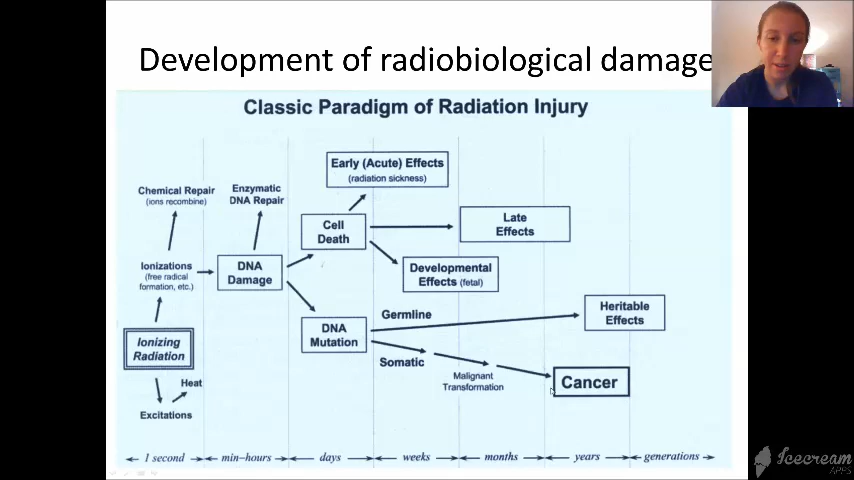 Development of radiobiological damage
Classic Paradigm of Radiation Injury
Early (Acute) Effects
(radiation sickness)
Chemical Repair
(ions recombine)
Enzymatic
DNA Repair
Cell
Death
Late
Effects
Ionizations
(free radical
formation, etc.)
DNA
Damage
Developmental
Effects (fetal)
Germline
Heritable
Effects
DNA
Mutation
Ionizing
Radiation
Somatic
Malignant
Transformation
Cancer
Heat
Excitations
1 second
min–hours
days
weeks
months
years
generations
Icecream
APPS